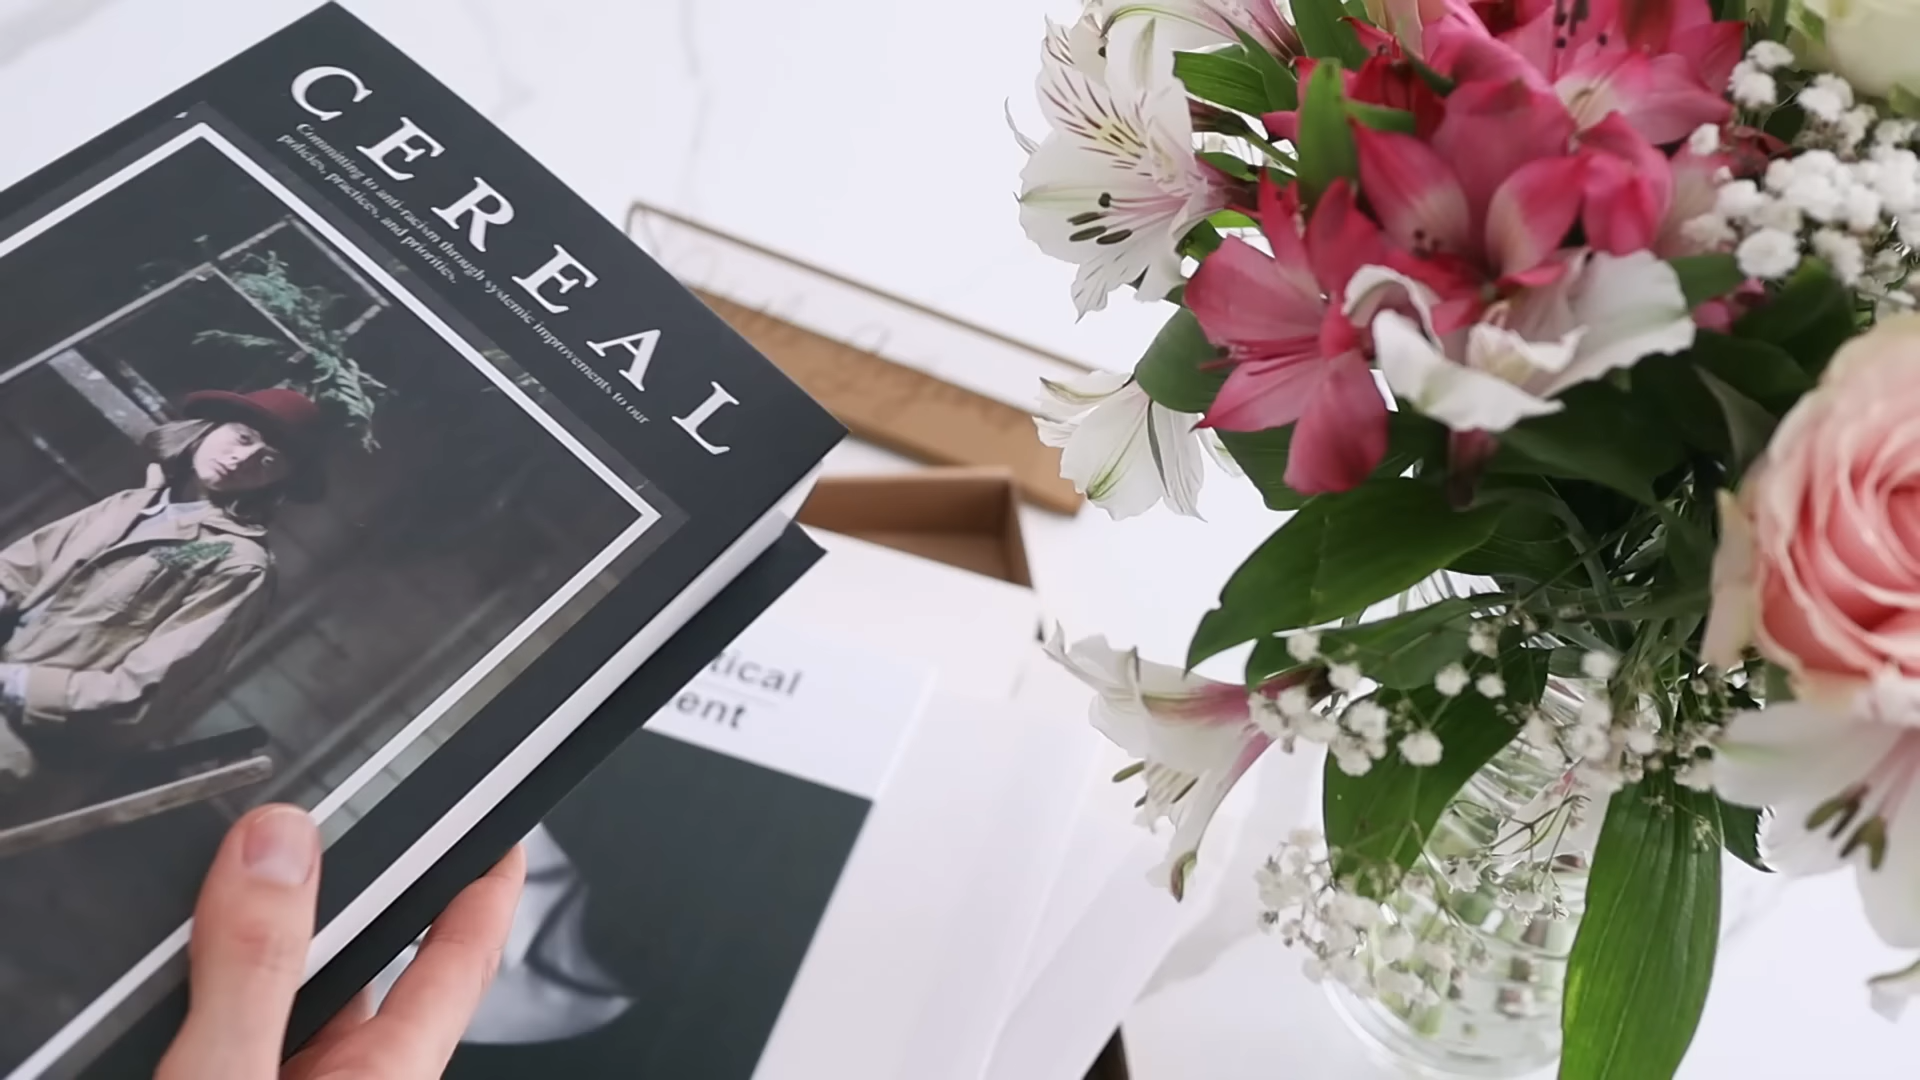 CEREAL
Committing to anti-racism through systemic improvements to our
policies, practices, and priorities.
tical
ent